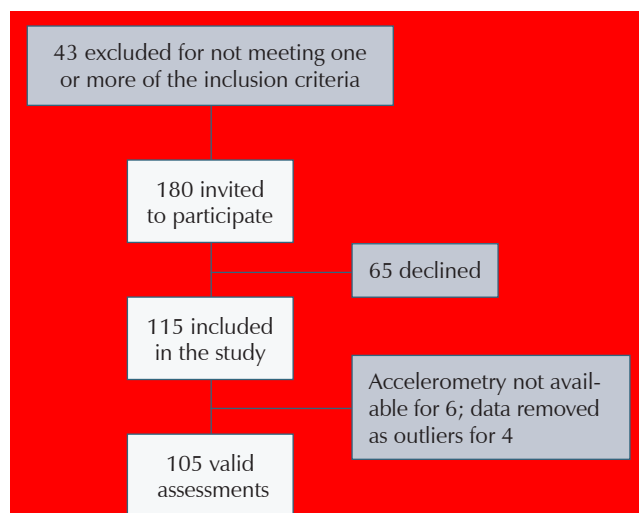 43 excluded for not meeting one
or more of the inclusion criteria
180 invited
to participate
65 declined
115 included
in the study
Accelerometry not avail-
able for 6; data removed
as outliers for 4
105 valid
assessments